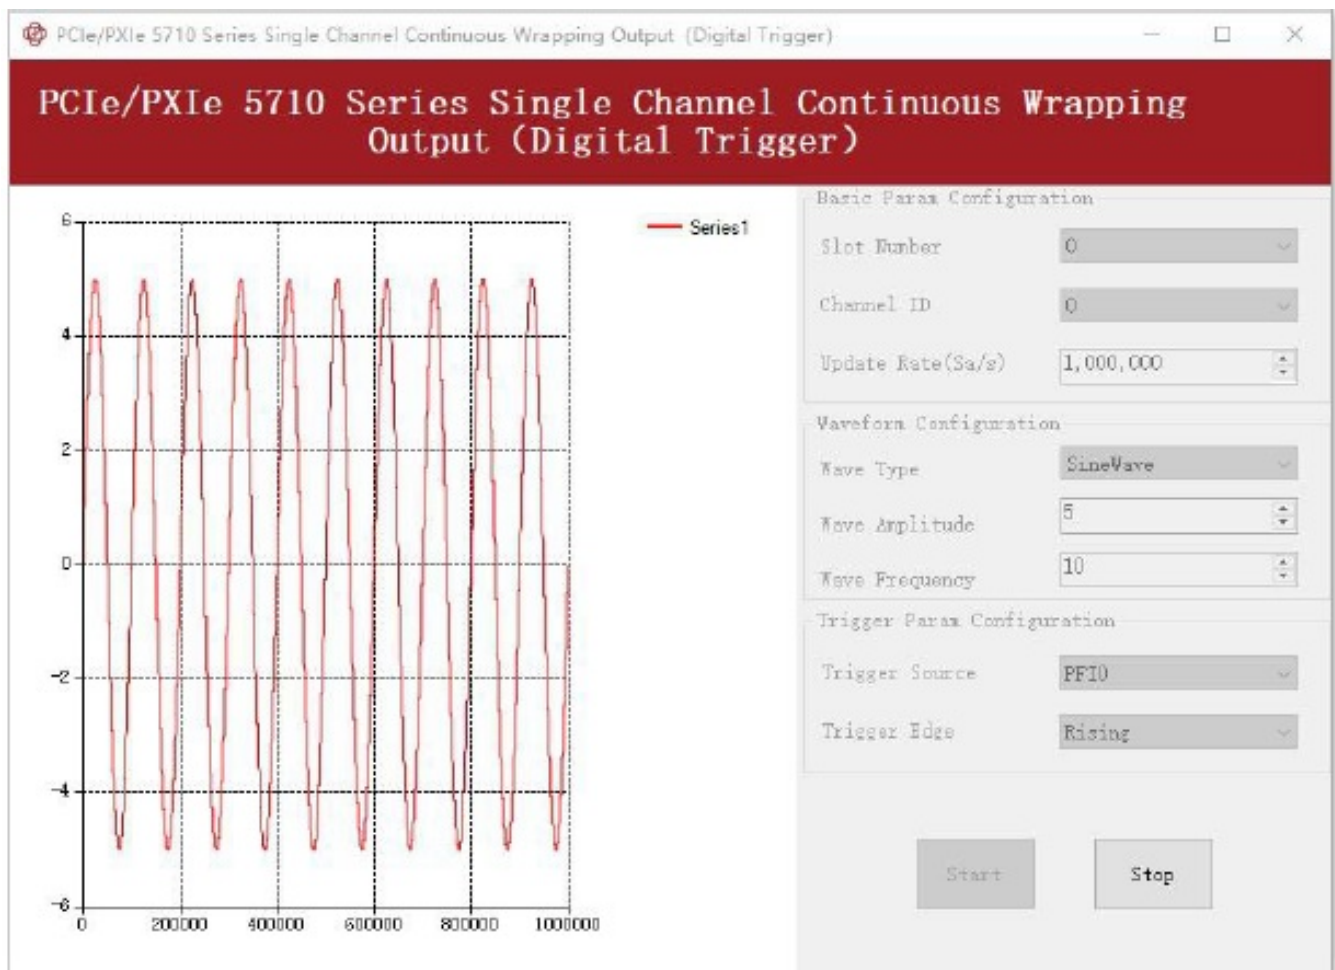 PCIe/PXIe 5710 Series Single Channel Continuous Wrapping Output (Digital Trigger)
PCIe/PXIe 5710 Series Single Channel Continuous Wrapping
Output (Digital Trigger)
6
4
2
0
-2
-4
-6
0 200000 400000 600000 800000 1000000
Series1
Basic Param Configuration
Slot Number 0
Channel ID 0
Update Rate(Sa/s) 1,000,000
Waveform Configuration
Wave Type SineWave
Wave Amplitude 5
Wave Frequency 10
Trigger Param Configuration
Trigger Source PFI0
Trigger Edge Rising
Start Stop